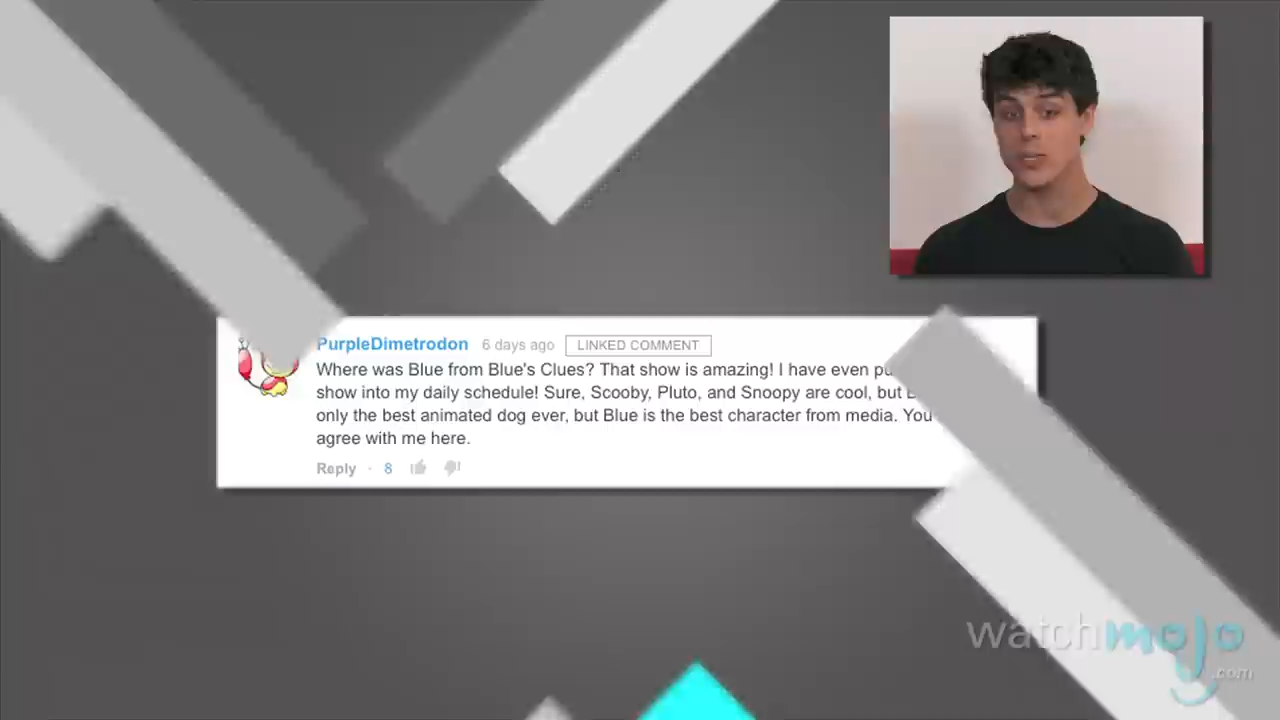 PurpleDimetrodon 6 days ago LINKED COMMENT
Where was Blue from Blue's Clues? That show is amazing! I have even
show into my daily schedule! Sure, Scooby, Pluto, and Snoopy are cool, but
only the best animated dog ever, but Blue is the best character from media. You
agree with me here.
Reply · 8
watchmojo
.com